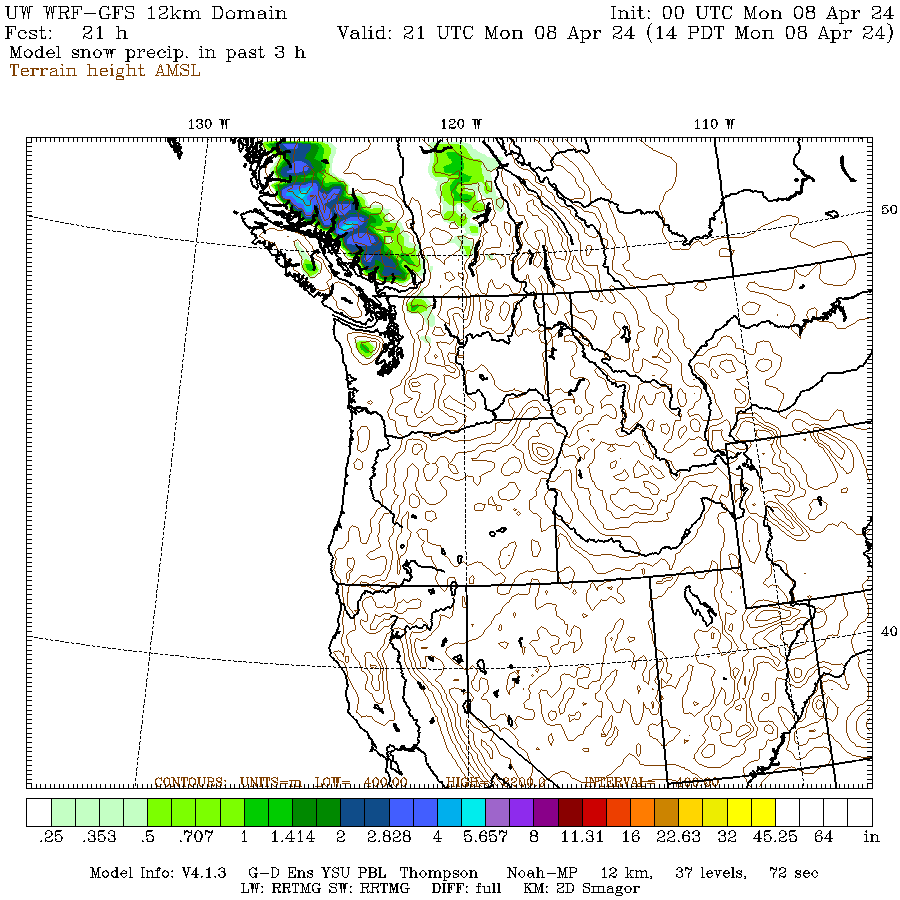 UW WRF-GFS 12km Domain Init: 00 UTC Mon 08 Apr 24
Fcst: 21 h Valid: 21 UTC Mon 08 Apr 24 (14 PDT Mon 08 Apr 24)
Model snow precip. in past 3 h
Terrain height AMSL
130 W 120 W 110 W
50
40
CONTOURS: UNITS=m LOW= 400.00 HIGH= 3200.0 INTERVAL= 400.00
.25 .353 .5 .707 1 1.414 2 2.828 4 5.657 8 11.31 16 22.63 32 45.25 64 in
Model Info: V4.1.3 G-D Ens YSU PBL Thompson Noah-MP 12 km, 37 levels, 72 sec
LW: RRTMG SW: RRTMG DIFF: full KM: 2D Smagor